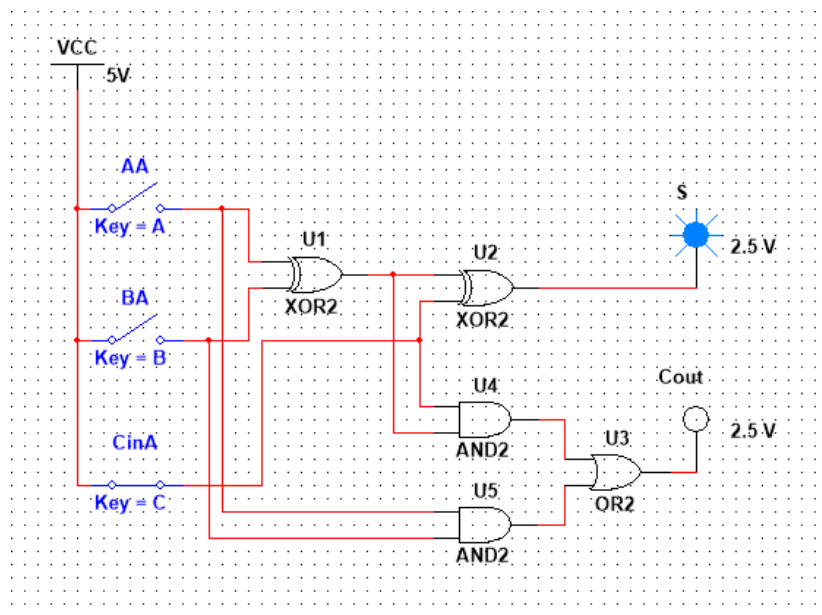 VCC
5V
AA
Key = A
U1
XOR2
BA
Key = B
U2
XOR2
S
2.5 V
CinA
Key = C
U4
AND2
U5
AND2
U3
OR2
Cout
2.5 V